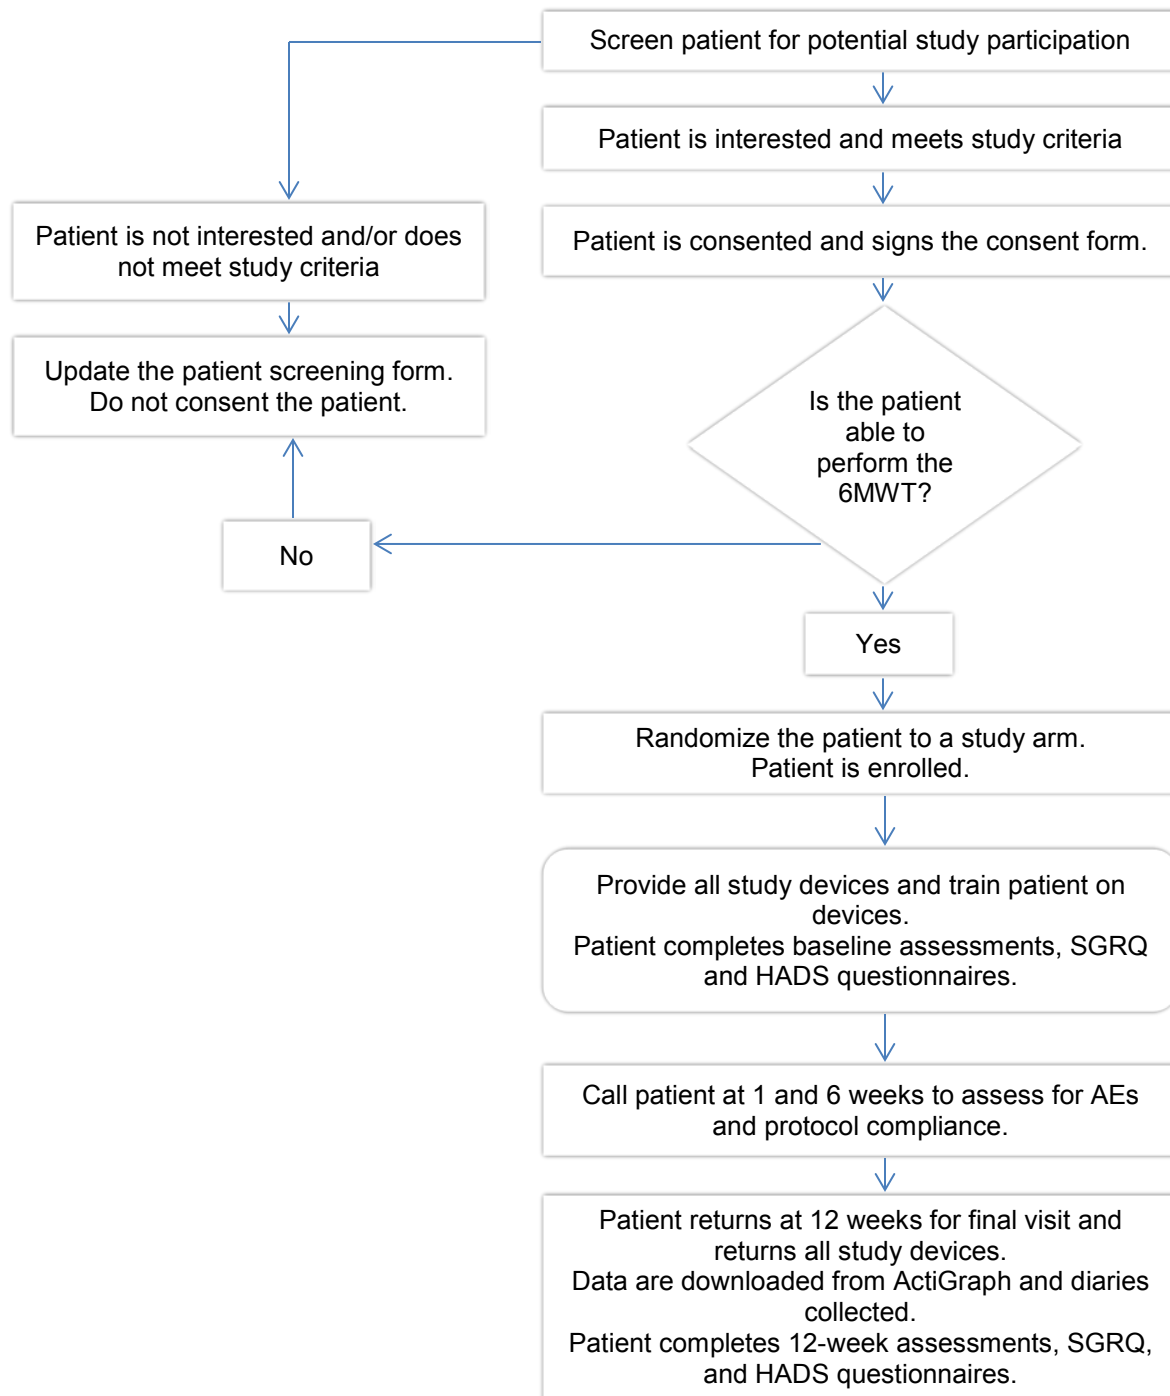 Screen patient for potential study participation
Patient is interested and meets study criteria
Patient is not interested and/or does
not meet study criteria
Patient is consented and signs the consent form.
Update the patient screening form.
Do not consent the patient.
Is the patient
able to
perform the
6MWT?
No
Yes
Randomize the patient to a study arm.
Patient is enrolled.
Provide all study devices and train patient on
devices.
Patient completes baseline assessments, SGRQ
and HADS questionnaires.
Call patient at 1 and 6 weeks to assess for AEs
and protocol compliance.
Patient returns at 12 weeks for final visit and
returns all study devices.
Data are downloaded from ActiGraph and diaries
collected.
Patient completes 12-week assessments, SGRQ,
and HADS questionnaires.